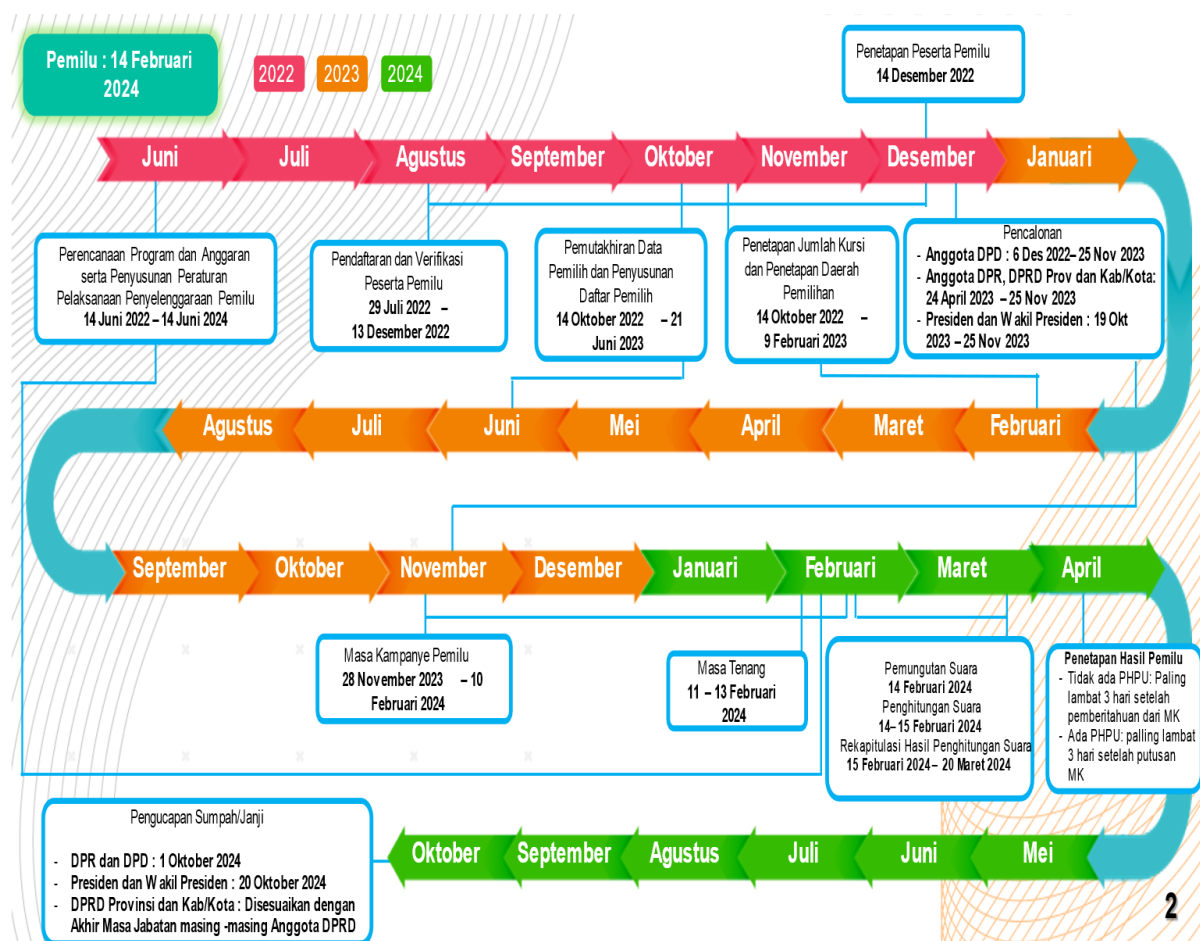 Pemilu : 14 Februari
2024
2022
2023
2024
Penetapan Peserta Pemilu
14 Desember 2022
Juni
Juli
Agustus
September
Oktober
November
Desember
Januari
Perencanaan Program dan Anggaran
serta Penyusunan Peraturan
Pelaksanaan Penyelenggaraan Pemilu
14 Juni 2022 – 14 Juni 2024
Pendaftaran dan Verifikasi
Peserta Pemilu
29 Juli 2022 –
13 Desember 2022
Pemutakhiran Data
Pemilih dan Penyusunan
Daftar Pemilih
14 Oktober 2022 – 21
Juni 2023
Penetapan Jumlah Kursi
dan Penetapan Daerah
Pemilihan
14 Oktober 2022 –
9 Februari 2023
Pencalonan
- Anggota DPD : 6 Des 2022– 25 Nov 2023
- Anggota DPR, DPRD Prov dan Kab/Kota:
24 April 2023 – 25 Nov 2023
- Presiden dan Wakil Presiden : 19 Okt
2023 – 25 Nov 2023
Agustus
Juli
Juni
Mei
April
Maret
Februari
September
Oktober
November
Desember
Januari
Februari
Maret
April
Masa Kampanye Pemilu
28 November 2023 – 10
Februari 2024
Masa Tenang
11 – 13 Februari
2024
Pemungutan Suara
14 Februari 2024
Penghitungan Suara
14– 15 Februari 2024
Rekapitulasi Hasil Penghitungan Suara
15 Februari 2024 – 20 Maret 2024
Penetapan Hasil Pemilu
- Tidak ada PHPU: Paling
lambat 3 hari setelah
pemberitahuan dari MK
- Ada PHPU: palling lambat
3 hari setelah putusan
MK
Pengucapan Sumpah/Janji
- DPR dan DPD : 1 Oktober 2024
- Presiden dan Wakil Presiden : 20 Oktober 2024
- DPRD Provinsi dan Kab/Kota : Disesuaikan dengan
Akhir Masa Jabatan masing -masing Anggota DPRD
Oktober
September
Agustus
Juli
Juni
Mei
2